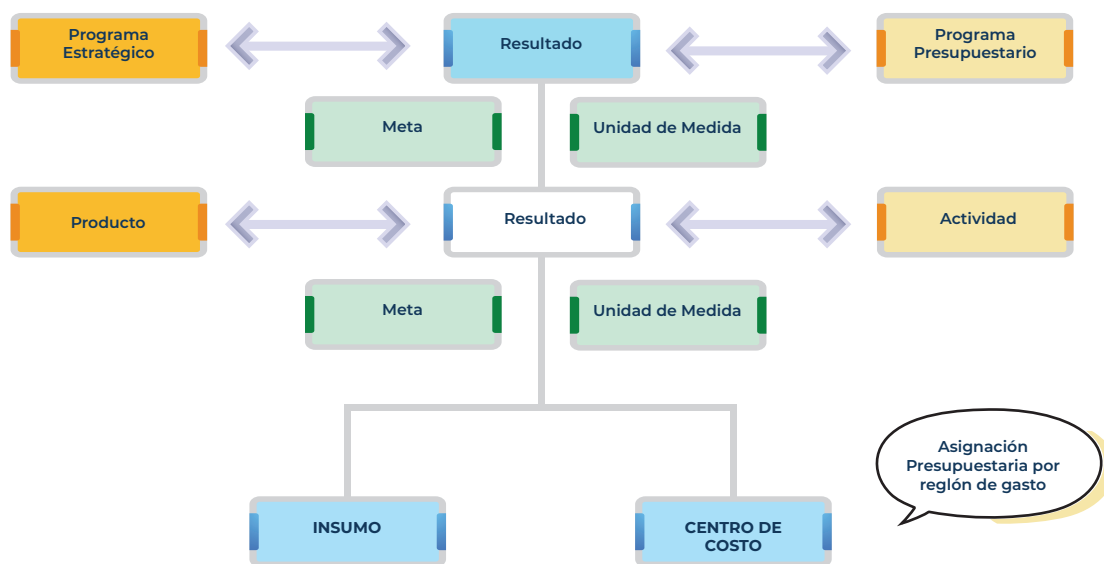 Programa
Estratégico
Resultado
Programa
Presupuestario
Meta
Unidad de Medida
Producto
Resultado
Actividad
Meta
Unidad de Medida
Asignación
Presupuestaria por
reglón de gasto
INSUMO
CENTRO DE
COSTO